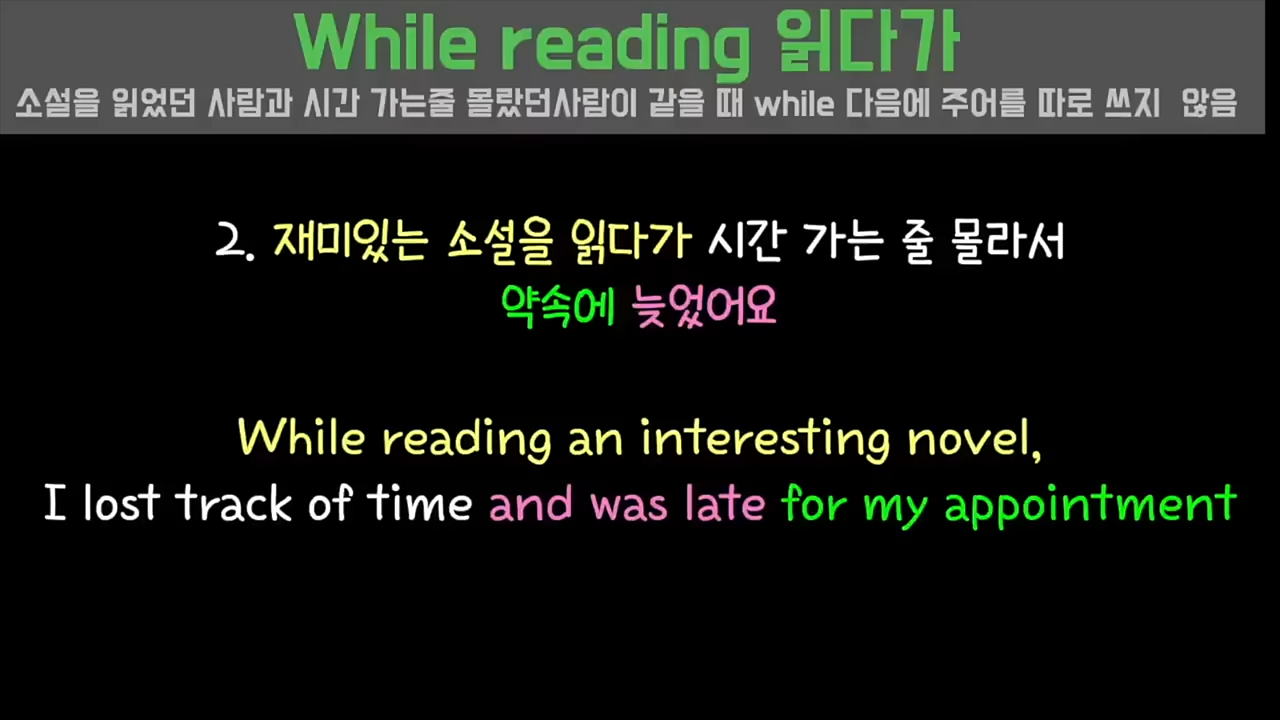 While reading 읽다가
소설을 읽었던 사람과 시간 가는줄 몰랐던사람이 같을 때 while 다음에 주어를 따로 쓰지 않음
2. 재미있는 소설을 읽다가 시간 가는 줄 몰라서
약속에 늦었어요
While reading an interesting novel,
I lost track of time and was late for my appointment